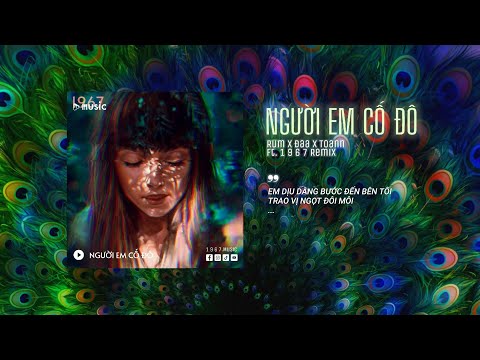 1967
MUSIC
NGƯỜI EM CỐ ĐÔ
1967.MUSIC
NGƯỜI EM CỐ ĐÔ
Rum x Đaa x Toann
Ft. 1 9 6 7 Remix
EM DỊU DÀNG BƯỚC ĐẾN BÊN TÔI
TRAO VỊ NGỌT ĐÔI MÔI
...